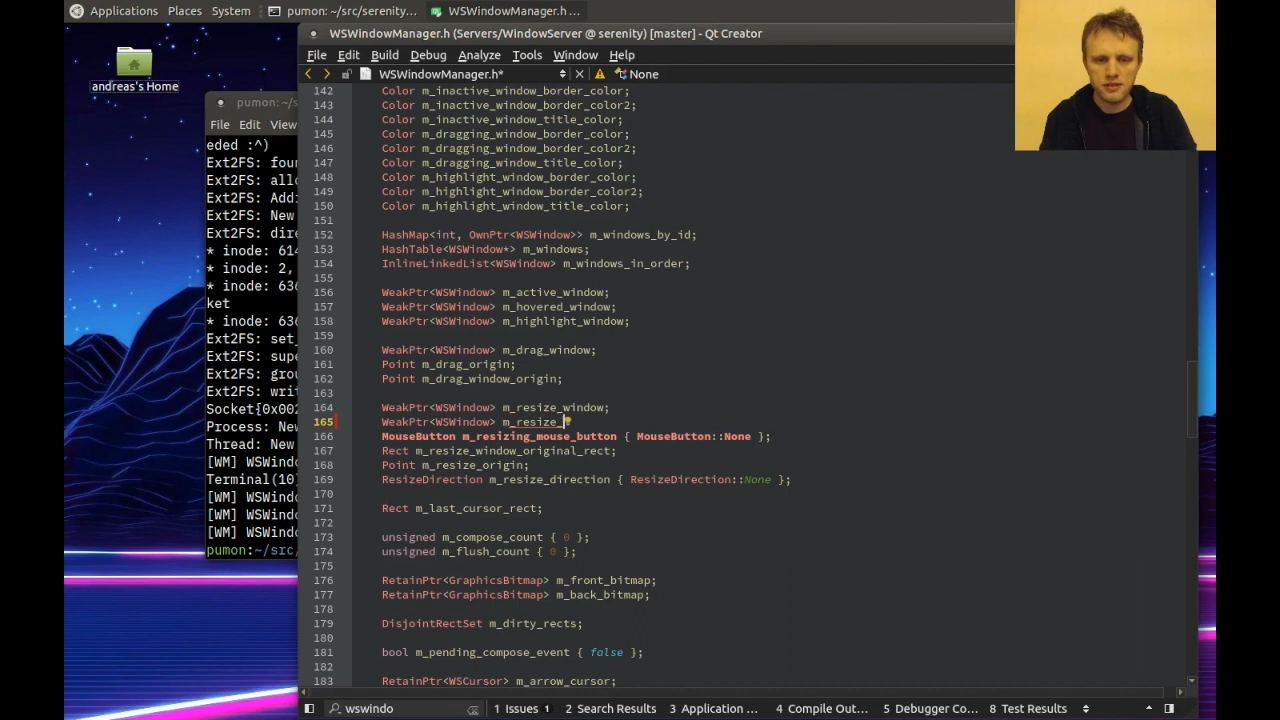 Applications Places System pumon: ~/src/serenity... WSWindowManager.h ...
WSWindowManager.h (Servers/WindowServer @ serenity) [master] - Qt Creator
File Edit Build Debug Analyze Tools Window Help
WSWindowManager.h* None
andreas's Home
pumon: ~/s
File Edit View
eded :^)
Ext2FS: fou
Ext2FS: all
Ext2FS: Addi
Ext2FS: New
Ext2FS: dire
* inode: 614
* inode: 2,
* inode: 636
ket
* inode: 636
Ext2FS: set_
Ext2FS: supe
Ext2FS: grou
Ext2FS: writ
Socket{0x002
Process: New
Thread: New
[WM] WSWindo
Terminal(10)
[WM] WSWindo
[WM] WSWindo
[WM] WSWindo
pumon:~/src/
142 Color m_inactive_window_border_color;
143 Color m_inactive_window_border_color2;
144 Color m_inactive_window_title_color;
145 Color m_dragging_window_border_color;
146 Color m_dragging_window_border_color2;
147 Color m_dragging_window_title_color;
148 Color m_highlight_window_border_color;
149 Color m_highlight_window_border_color2;
150 Color m_highlight_window_title_color;
151
152 HashMap<int, OwnPtr<WSWindow>> m_windows_by_id;
153 HashTable<WSWindow*> m_windows;
154 InlineLinkedList<WSWindow> m_windows_in_order;
155
156 WeakPtr<WSWindow> m_active_window;
157 WeakPtr<WSWindow> m_hovered_window;
158 WeakPtr<WSWindow> m_highlight_window;
159
160 WeakPtr<WSWindow> m_drag_window;
161 Point m_drag_origin;
162 Point m_drag_window_origin;
163
164 WeakPtr<WSWindow> m_resize_window;
165 WeakPtr<WSWindow> m_resize_
166 MouseButton m_resizing_mouse_button { MouseButton::None };
167 Rect m_resize_window_original_rect;
168 Point m_resize_origin;
169 ResizeDirection m_resize_direction { ResizeDirection::None };
170
171 Rect m_last_cursor_rect;
172
173 unsigned m_compose_count { 0 };
174 unsigned m_flush_count { 0 };
175
176 RetainPtr<GraphicsBitmap> m_front_bitmap;
177 RetainPtr<GraphicsBitmap> m_back_bitmap;
178
179 DisjointRectSet m_dirty_rects;
180
181 bool m_pending_compose_event { false };
182
183 RetainPtr<WSCursor> m_arrow_cursor;
wswindo 1 Issues 1 2 Search Results 3 Application ... 4 Compile Out... 5 Debugger Co... 8 Test Results